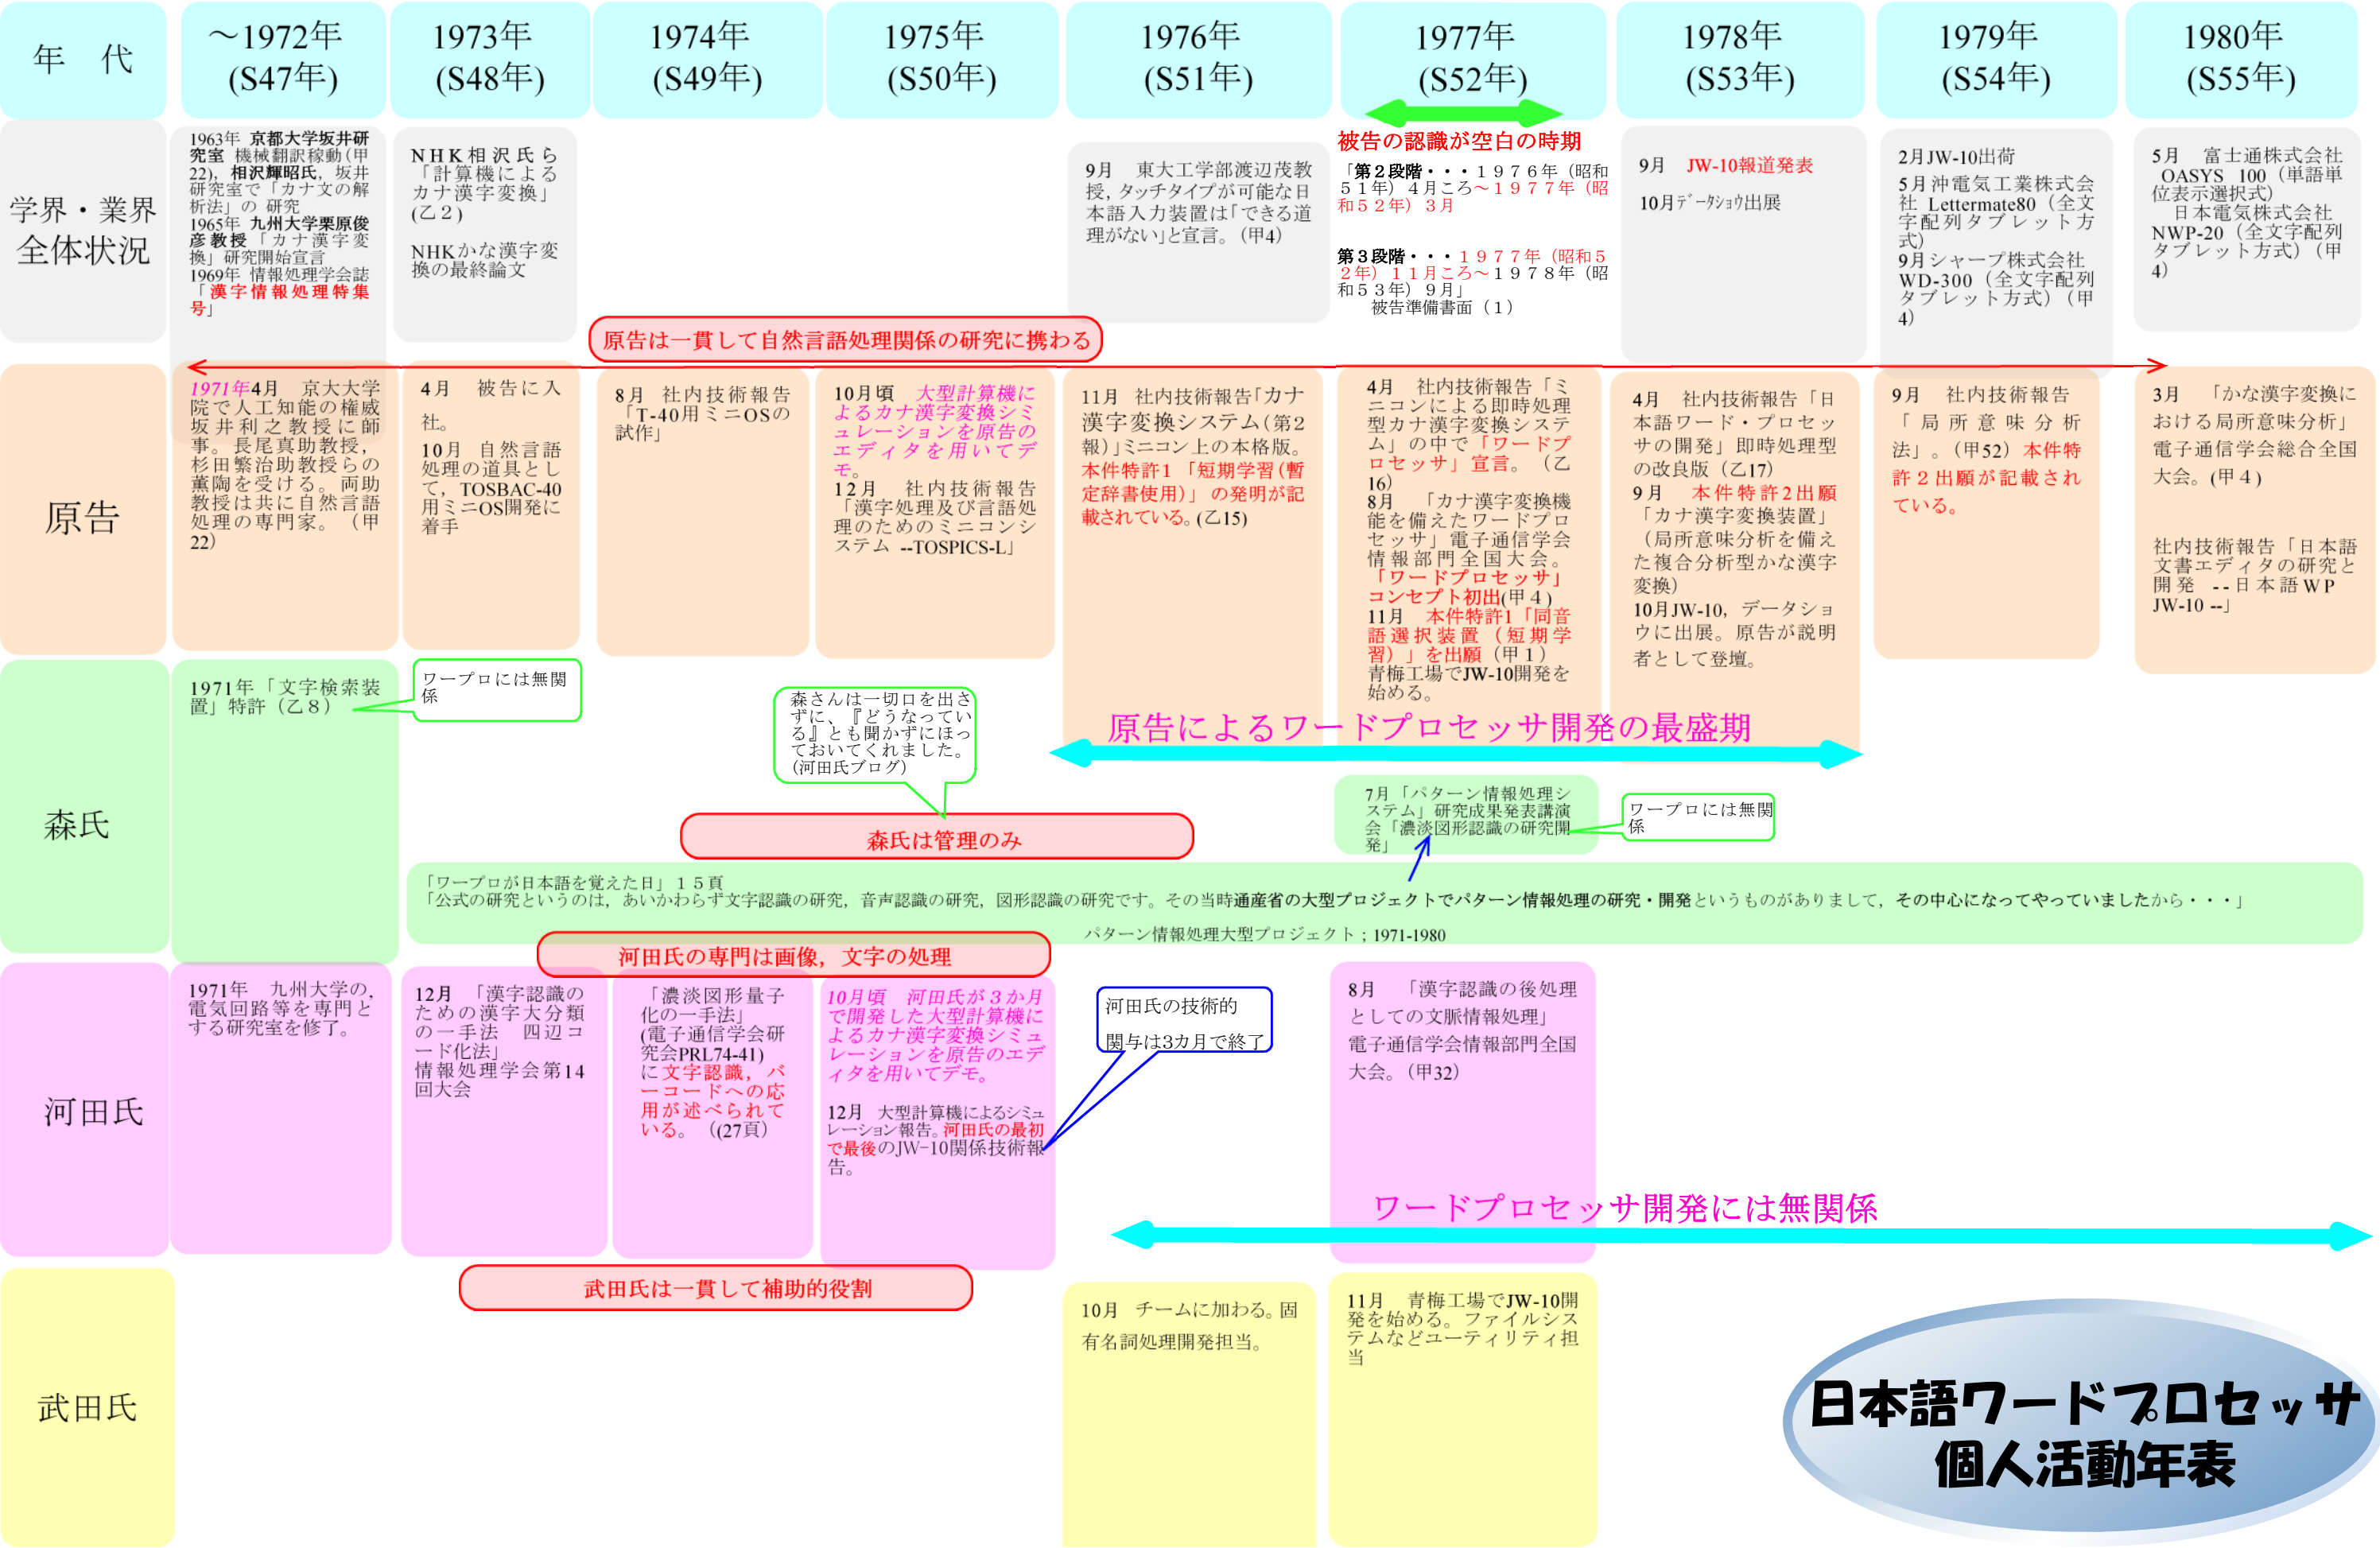 年　代
～1972年
(S47年)
1973年
(S48年)
1974年
(S49年)
1975年
(S50年)
1976年
(S51年)
1977年
(S52年)
1978年
(S53年)
1979年
(S54年)
1980年
(S55年)
学界・業界
全体状況
1963年 京都大学坂井研
究室 機械翻訳稼動(甲
22)，相沢輝昭氏，坂井
研究室で「カナ文の解
析法」の 研究
1965年 九州大学栗原俊
彦教授「カナ漢字変
換」研究開始宣言
1969年 情報処理学会誌
「漢字情報処理特集
号」
NHK相沢氏ら
「計算機による
カナ漢字変換」
(乙２)
NHKかな漢字変
換の最終論文
9月　東大工学部渡辺茂教
授，タッチタイプが可能な日
本語入力装置は｢できる道
理がない｣と宣言。（甲4）
被告の認識が空白の時期
「第２段階・・・１９７６年（昭和
５１年）４月ころ～１９７７年（昭
和５２年）３月
第３段階・・・１９７７年（昭和５
２年）１１月ころ～１９７８年（昭
和５３年）９月」
被告準備書面（１）
9月　JW-10報道発表
10月ﾃﾞｰﾀｼｮｳ出展
2月JW-10出荷
5月沖電気工業株式会
社 Lettermate80（全文
字配列タブレット方
式）
9月シャープ株式会社
WD-300（全文字配列
タブレット方式）（甲
4）
5月　富士通株式会社
OASYS 100（単語単
位表示選択式）
日本電気株式会社
NWP-20（全文字配列
タブレット方式）（甲
4）
原告は一貫して自然言語処理関係の研究に携わる
原告
1971年4月　京大大学
院で人工知能の権威
坂井利之教授に師
事。長尾真助教授，
杉田繁治助教授らの
薫陶を受ける。両助
教授は共に自然言語
処理の専門家。（甲
22）
4月　被告に入
社。
10月 自然言語
処理の道具とし
て，TOSBAC-40
用ミニOS開発に
着手
8月　社内技術報告
「T-40用ミニOSの
試作」
10月頃　大型計算機に
よるカナ漢字変換シミ
ュレーションを原告の
エディタを用いてデ
モ。
12月　社内技術報告
「漢字処理及び言語処
理のためのミニコンシ
ステム --TOSPICS-L」
11月 社内技術報告｢カナ
漢字変換システム(第2
報)｣ミニコン上の本格版。
本件特許1 「短期学習(暫
定辞書使用)」 の発明が記
載されている。(乙15)
4月　社内技術報告「ミ
ニコンによる即時処理
型カナ漢字変換システ
ム」の中で「ワードプ
ロセッサ」宣言。（乙
16）
8月　「カナ漢字変換機
能を備えたワードプロ
セッサ」電子通信学会
情報部門全国大会。
「ワードプロセッサ」
コンセプト初出(甲４)
11月　本件特許1「同音
語選択装置（短期学
習）」を出願（甲１）
青梅工場でJW-10開発を
始める。
4月　社内技術報告「日
本語ワード・プロセッ
サの開発」即時処理型
の改良版（乙17）
9月　本件特許2出願
「カナ漢字変換装置」
（局所意味分析を備え
た複合分析型かな漢字
変換）
10月JW-10，データショ
ウに出展。原告が説明
者として登壇。
9月　社内技術報告
「局所意味分析
法」。（甲52）本件特
許２出願が記載され
ている。
3月　「かな漢字変換に
おける局所意味分析」
電子通信学会総合全国
大会。(甲４)
社内技術報告「日本語
文書エディタの研究と
開発 --日本語WP
JW-10 --」
原告によるワードプロセッサ開発の最盛期
森氏
1971年「文字検索装
置」特許（乙８）
ワープロには無関
係
森さんは一切口を出さ
ずに、『どうなってい
る』とも聞かずにほっ
ておいてくれました。
（河田氏ブログ）
森氏は管理のみ
7月「パターン情報処理シ
ステム」研究成果発表講演
会「濃淡図形認識の研究開
発」
ワープロには無関
係
「ワープロが日本語を覚えた日」１５頁
「公式の研究というのは，あいかわらず文字認識の研究，音声認識の研究，図形認識の研究です。その当時通産省の大型プロジェクトでパターン情報処理の研究・開発というものがありまして，その中心になってやっていましたから・・・」
パターン情報処理大型プロジェクト；1971-1980
河田氏の専門は画像，文字の処理
河田氏
1971年　九州大学の，
電気回路等を専門と
する研究室を修了。
12月　「漢字認識の
ための漢字大分類
の一手法　四辺コ
ード化法」
情報処理学会第14
回大会
「濃淡図形量子
化の一手法」
(電子通信学会研
究会PRL74-41)
に文字認識，バ
ーコードへの応
用が述べられて
いる。（(27頁）
10月頃　河田氏が３か月
で開発した大型計算機に
よるカナ漢字変換シミュ
レーションを原告のエデ
ィタを用いてデモ。
12月　大型計算機によるシミュ
レーション報告。河田氏の最初
で最後のJW-10関係技術報
告。
河田氏の技術的
関与は3カ月で終了
8月　「漢字認識の後処理
としての文脈情報処理」
電子通信学会情報部門全国
大会。（甲32）
ワードプロセッサ開発には無関係
武田氏は一貫して補助的役割
武田氏
10月　チームに加わる。固
有名詞処理開発担当。
11月　青梅工場でJW-10開
発を始める。ファイルシス
テムなどユーティリティ担
当
日本語ワードプロセッサ
個人活動年表